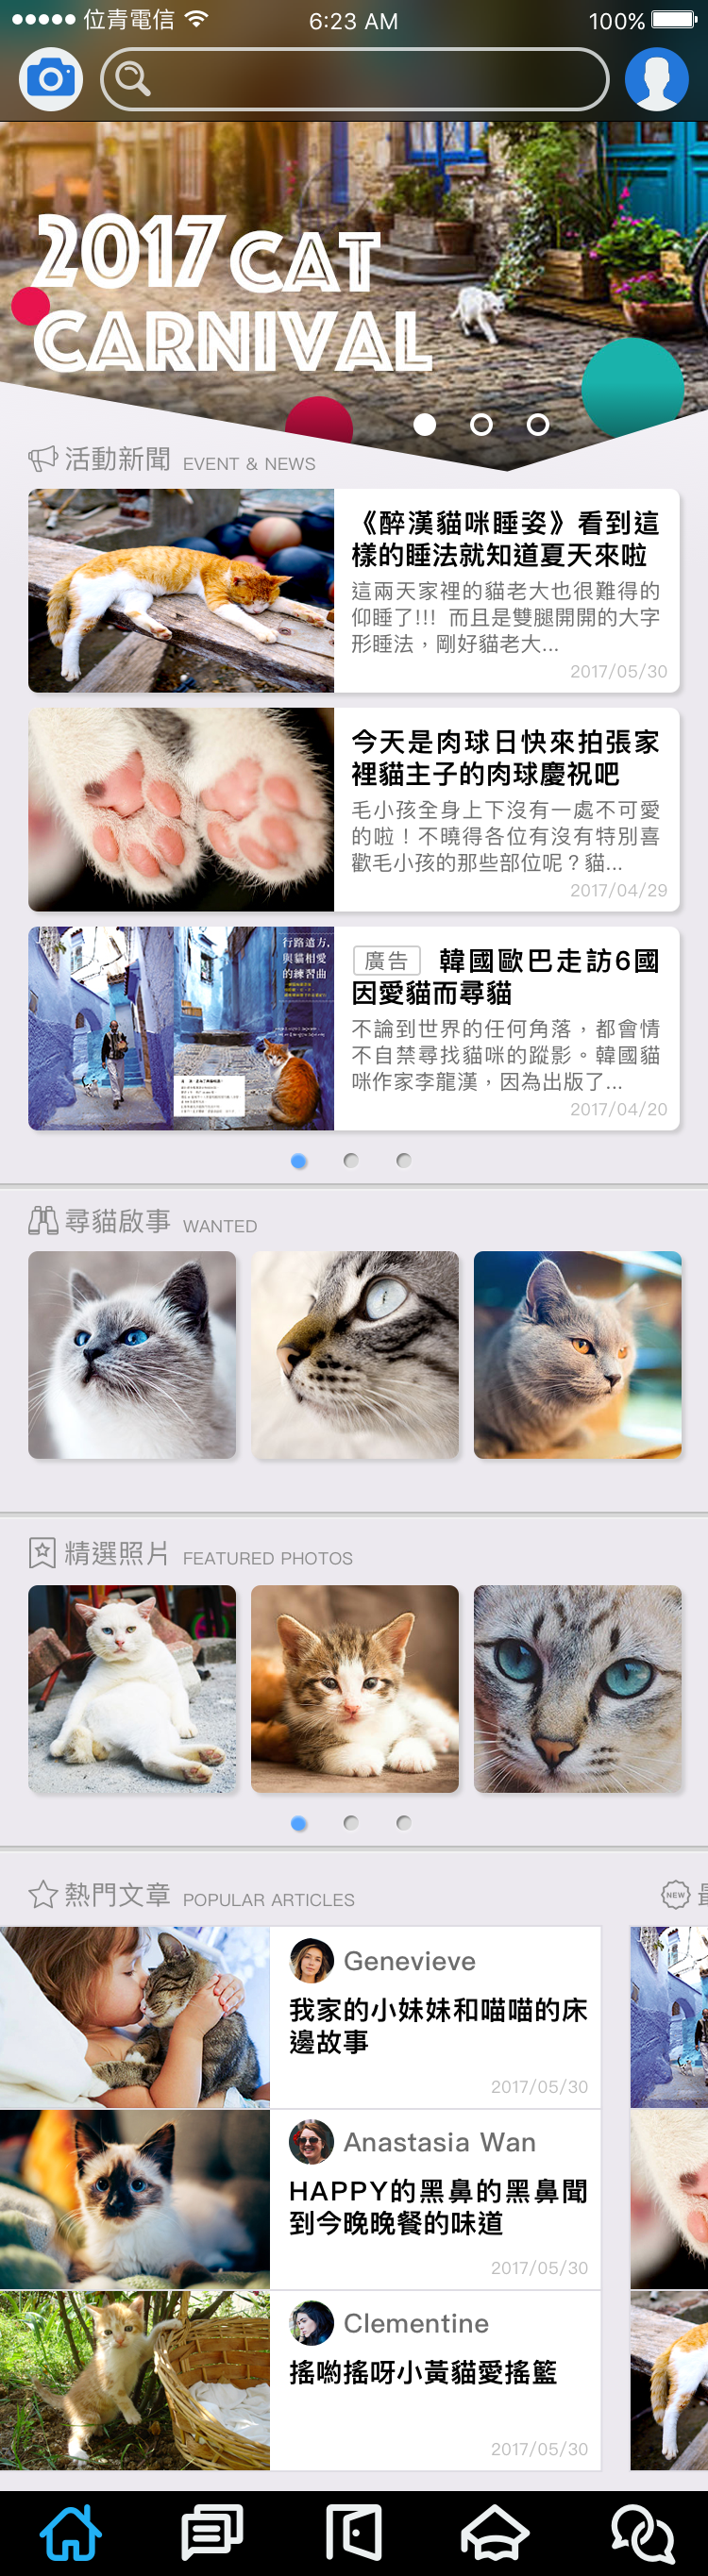 位青電信
6:23 AM
100%
2017 CAT
CARNIVAL
活動新聞 EVENT & NEWS
《醉漢貓咪睡姿》看到這
樣的睡法就知道夏天來啦
這兩天家裡的貓老大也很難得的
仰睡了!!! 而且是雙腿開開的大字
形睡法，剛好貓老大...
2017/05/30
今天是肉球日快來拍張家
裡貓主子的肉球慶祝吧
毛小孩全身上下沒有一處不可愛
的啦！不曉得各位有沒有特別喜
歡毛小孩的那些部位呢？貓...
2017/04/29
行路遠方,
與貓相愛
的練習曲
廣告 韓國歐巴走訪6國
因愛貓而尋貓
不論到世界的任何角落，都會情
不自禁尋找貓咪的蹤影。韓國貓
咪作家李龍漢，因為出版了...
2017/04/20
尋貓啟事 WANTED
精選照片 FEATURED PHOTOS
熱門文章 POPULAR ARTICLES
NEW
Genevieve
我家的小妹妹和喵喵的床
邊故事
2017/05/30
Anastasia Wan
HAPPY的黑鼻的黑鼻聞
到今晚晚餐的味道
2017/05/30
Clementine
搖喲搖呀小黃貓愛搖籃
2017/05/30